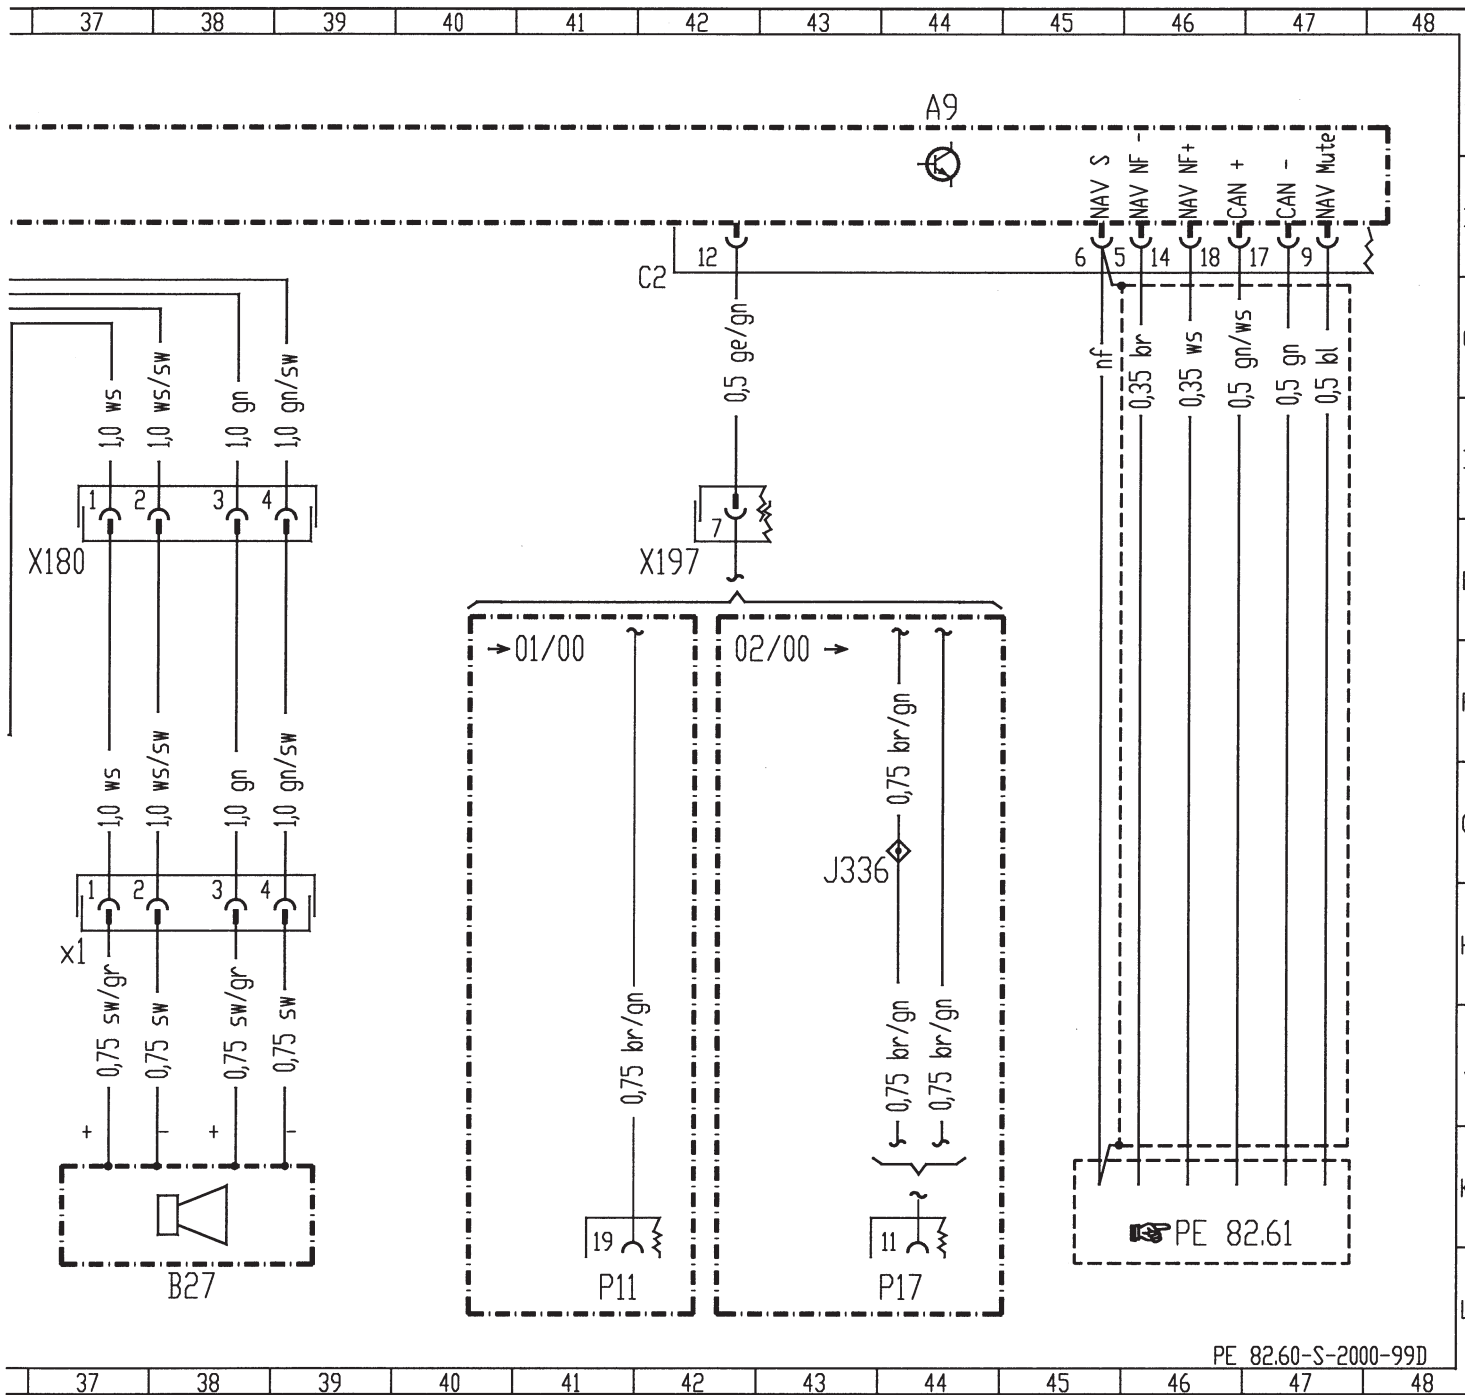 37 38 39 40 41 42 43 44 45 46 47 48
A9
NAV S
NAV NF -
NAV NF+
CAN +
CAN -
NAV Mute
C2
12
6 5 14 18 17 9
1,0 ws
1,0 ws/sw
1,0 gn
1,0 gn/sw
0,5 ge/gn
nf
0,35 br
0,35 ws
0,5 gn/ws
0,5 gn
0,5 bl
1 2 3 4
X180
7
X197
01/00
02/00
0,75 br/gn
1,0 ws
1,0 ws/sw
1,0 gn
1,0 gn/sw
J336
1 2 3 4
x1
0,75 sw/gr
0,75 sw
0,75 sw/gr
0,75 sw
0,75 br/gn
0,75 br/gn
0,75 br/gn
+ - + -
19
11
PE 82.61
B27
P11
P17
PE 82.60-S-2000-99D
37 38 39 40 41 42 43 44 45 46 47 48